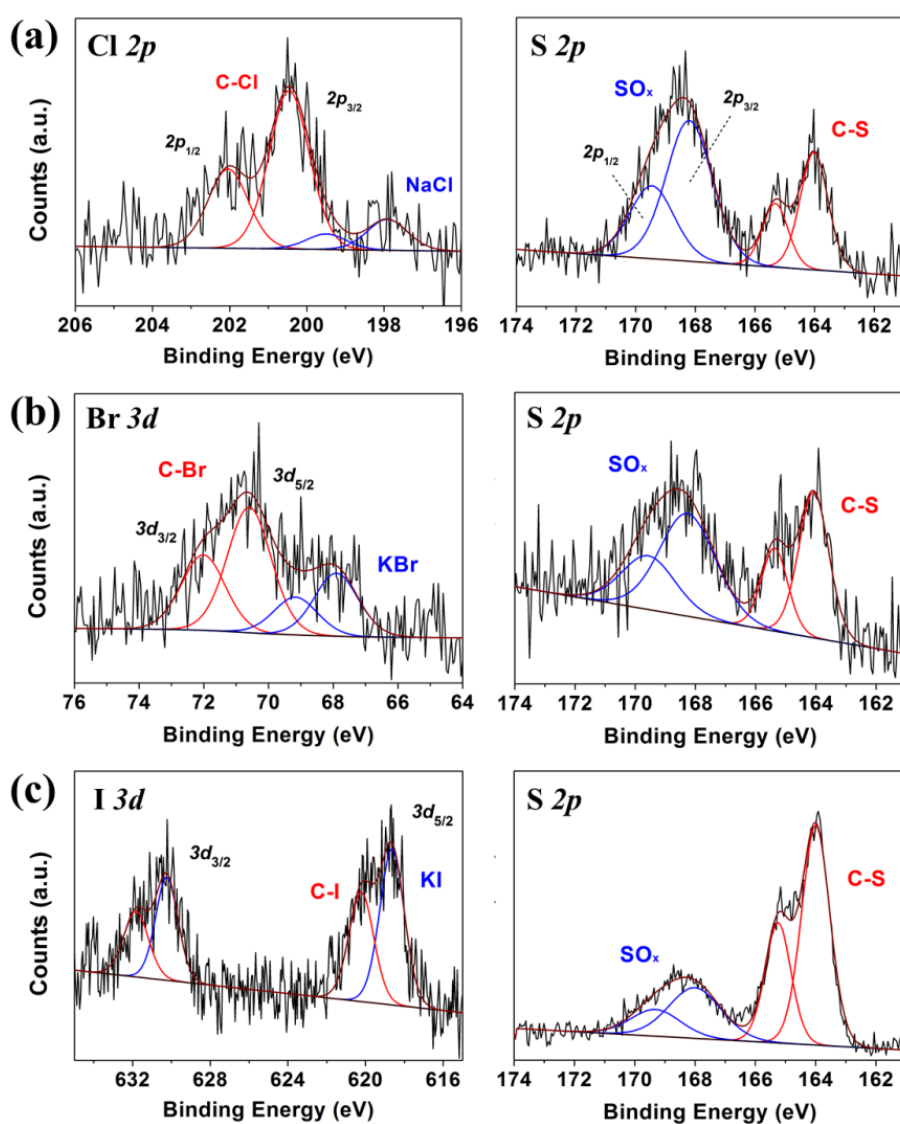 (a)
Cl 2p
C-Cl
2p1/2
2p3/2
NaCl
Counts (a.u.)
206 204 202 200 198 196
Binding Energy (eV)
S 2p
SOx
2p1/2
2p3/2
C-S
174 172 170 168 166 164 162
Binding Energy (eV)
(b)
Br 3d
C-Br
3d5/2
3d3/2
KBr
Counts (a.u.)
76 74 72 70 68 66 64
Binding Energy (eV)
S 2p
SOx
C-S
174 172 170 168 166 164 162
Binding Energy (eV)
(c)
I 3d
3d3/2
3d5/2
C-I
KI
Counts (a.u.)
632 628 624 620 616
Binding Energy (eV)
S 2p
SOx
C-S
174 172 170 168 166 164 162
Binding Energy (eV)